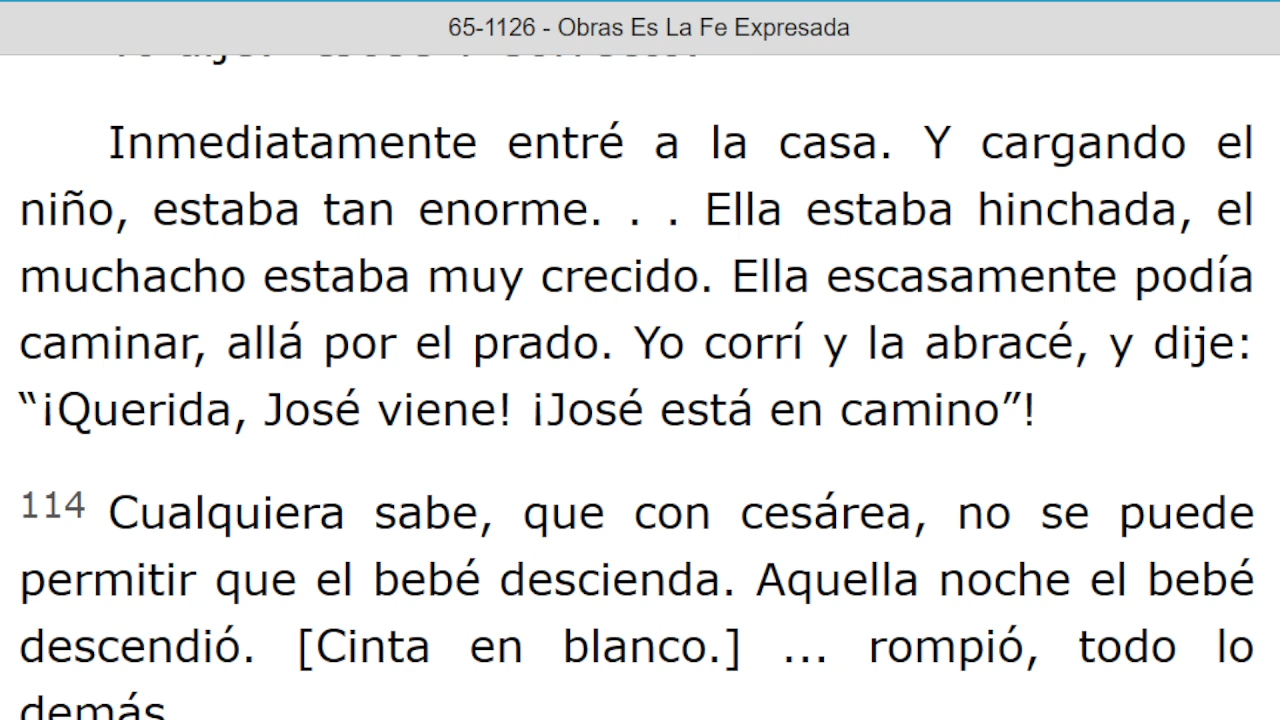 65-1126 - Obras Es La Fe Expresada
Inmediatamente entré a la casa. Y cargando el
niño, estaba tan enorme. . . Ella estaba hinchada, el
muchacho estaba muy crecido. Ella escasamente podía
caminar, allá por el prado. Yo corrí y la abracé, y dije:
“¡Querida, José viene! ¡José está en camino”!
114 Cualquiera sabe, que con cesárea, no se puede
permitir que el bebé descienda. Aquella noche el bebé
descendió. [Cinta en blanco.] ... rompió, todo lo
demás